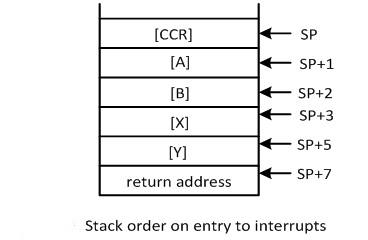 [CCR] SP
[A] SP+1
[B] SP+2
[X] SP+3
[Y] SP+5
return address SP+7
Stack order on entry to interrupts